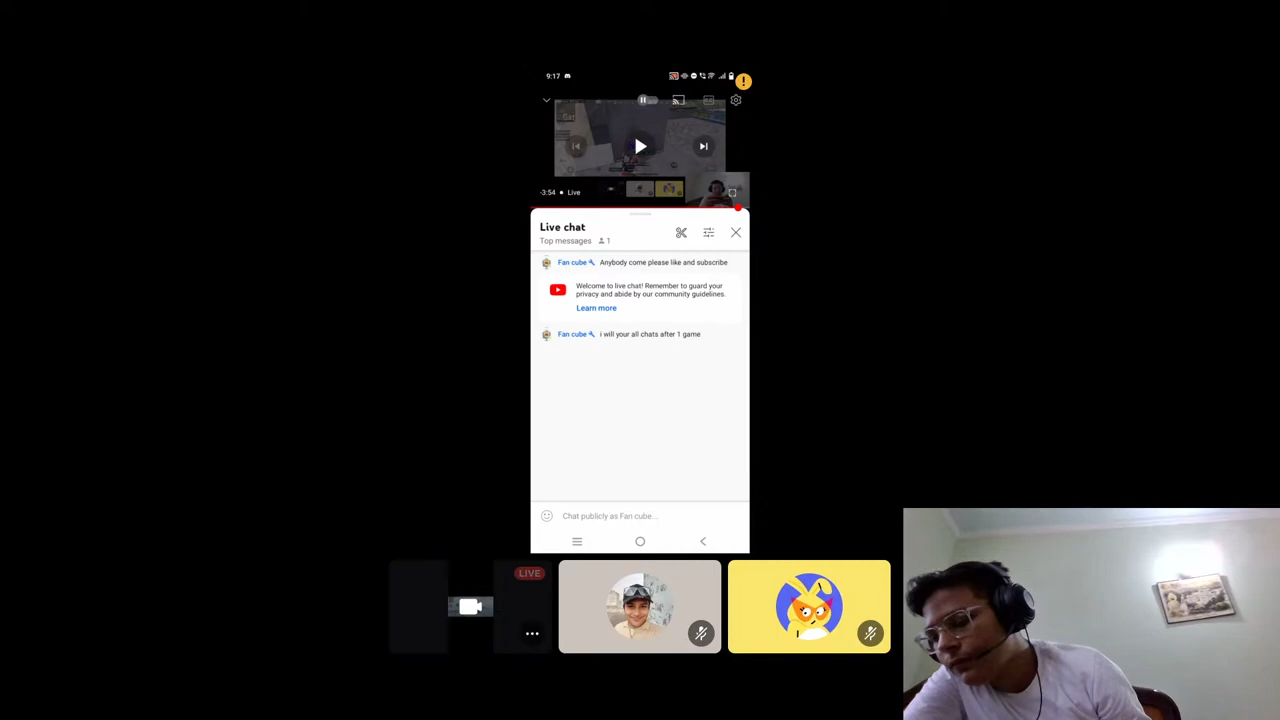 9:17
-3:54 • Live
Live chat
Top messages 1
Fan cube Anybody come please like and subscribe
Welcome to live chat! Remember to guard your
privacy and abide by our community guidelines.
Learn more
Fan cube i will your all chats after 1 game
Chat publicly as Fan cube...
LIVE